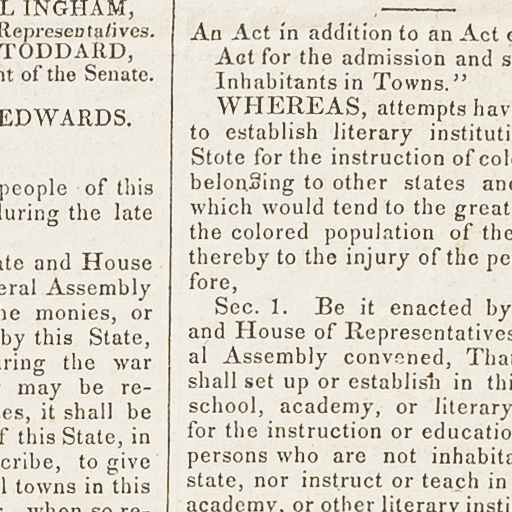 L INGHAM,
Representatives.
TODDARD,
nt of the Senate.
EDWARDS.
people of this
during the late
ate and House
eral Assembly
he monies, or
by this State,
uring the war
may be re-
es, it shall be
f this State, in
cribe, to give
l towns in this
when so re-
An Act in addition to an Act
Act for the admission and s
Inhabitants in Towns."
WHEREAS, attempts hav
to establish literary instituti
Stote for the instruction of col
belonging to other states and
which would tend to the great
the colored population of the
thereby to the injury of the pe
fore,
Sec. 1. Be it enacted by
and House of Representatives
al Assembly convened, Tha
shall set up or establish in thi
school, academy, or literary
for the instruction or educatio
persons who are not inhabita
state, nor instruct or teach in
academy, or other literary insti